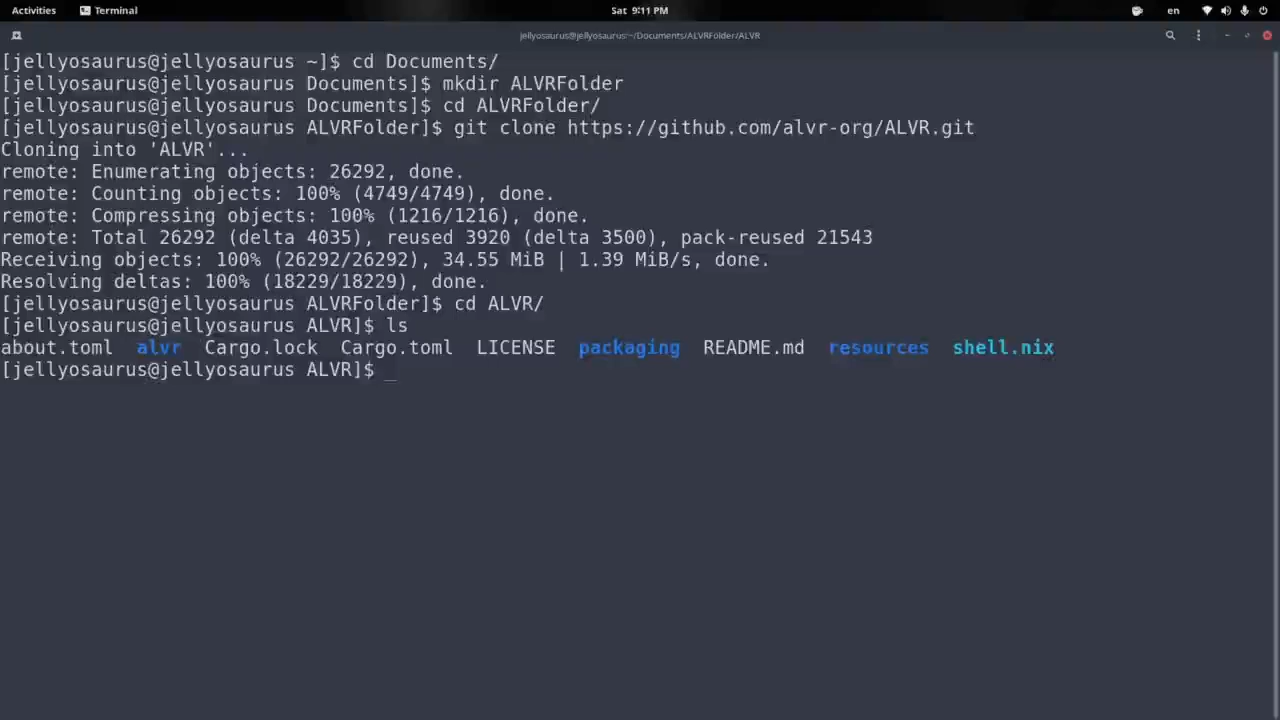 Activities Terminal Sat 9:11 PM en
jellyosaurus@jellyosaurus:~/Documents/ALVRFolder/ALVR
[jellyosaurus@jellyosaurus ~]$ cd Documents/
[jellyosaurus@jellyosaurus Documents]$ mkdir ALVRFolder
[jellyosaurus@jellyosaurus Documents]$ cd ALVRFolder/
[jellyosaurus@jellyosaurus ALVRFolder]$ git clone https://github.com/alvr-org/ALVR.git
Cloning into 'ALVR'...
remote: Enumerating objects: 26292, done.
remote: Counting objects: 100% (4749/4749), done.
remote: Compressing objects: 100% (1216/1216), done.
remote: Total 26292 (delta 4035), reused 3920 (delta 3500), pack-reused 21543
Receiving objects: 100% (26292/26292), 34.55 MiB | 1.39 MiB/s, done.
Resolving deltas: 100% (18229/18229), done.
[jellyosaurus@jellyosaurus ALVRFolder]$ cd ALVR/
[jellyosaurus@jellyosaurus ALVR]$ ls
about.toml alvr Cargo.lock Cargo.toml LICENSE packaging README.md resources shell.nix
[jellyosaurus@jellyosaurus ALVR]$ _